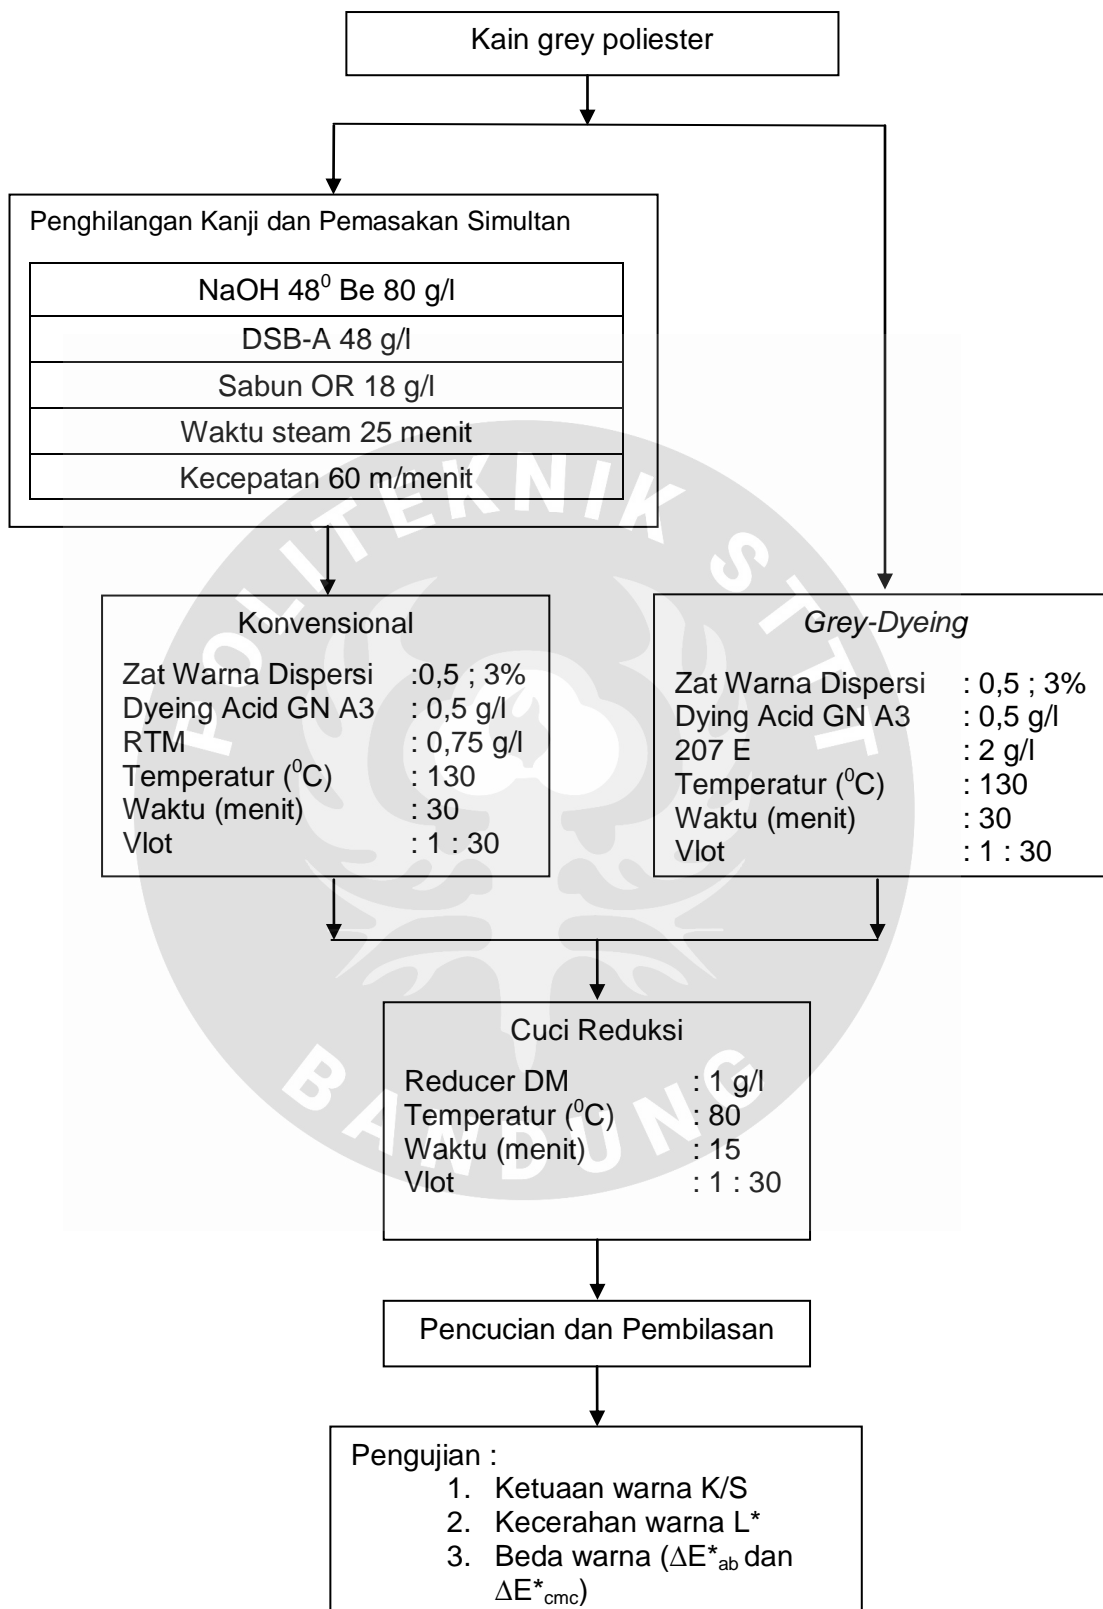 Kain grey poliester
Penghilangan Kanji dan Pemasakan Simultan
NaOH 48⁰ Be 80 g/l
DSB-A 48 g/l
Sabun OR 18 g/l
Waktu steam 25 menit
Kecepatan 60 m/menit
Konvensional
Zat Warna Dispersi :0,5 ; 3%
Dyeing Acid GN A3 : 0,5 g/l
RTM : 0,75 g/l
Temperatur (⁰C) : 130
Waktu (menit) : 30
Vlot : 1 : 30
Grey-Dyeing
Zat Warna Dispersi : 0,5 ; 3%
Dying Acid GN A3 : 0,5 g/l
207 E : 2 g/l
Temperatur (⁰C) : 130
Waktu (menit) : 30
Vlot : 1 : 30
Cuci Reduksi
Reducer DM : 1 g/l
Temperatur (⁰C) : 80
Waktu (menit) : 15
Vlot : 1 : 30
Pencucian dan Pembilasan
Pengujian :
1. Ketuaan warna K/S
2. Kecerahan warna L*
3. Beda warna (ΔE*ab dan
ΔE*cmc)
POLITEKNIK STTT
BANDUNG